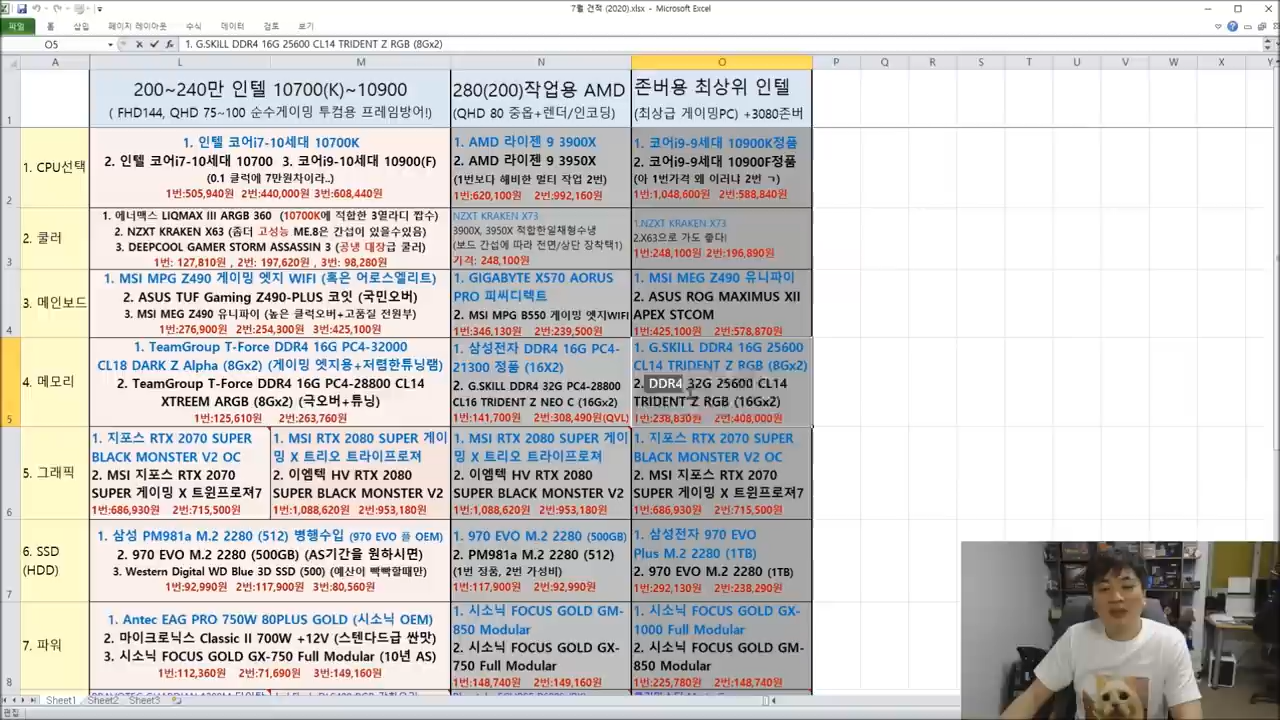 7월 견적 (2020).xlsx - Microsoft Excel
파일 홈 삽입 페이지 레이아웃 수식 데이터 검토 보기
O5 1. G.SKILL DDR4 16G 25600 CL14 TRIDENT Z RGB (8Gx2)
A L M N O P Q R S T U V W X Y
1
200~240만 인텔 10700(K)~10900
( FHD144, QHD 75~100 순수게이밍 투컴용 프레임방어!)
280(200)작업용 AMD
(QHD 80 중옵+렌더/인코딩)
존버용 최상위 인텔
(최상급 게이밍PC) +3080존버
2
1. CPU선택
1. 인텔 코어i7-10세대 10700K
2. 인텔 코어i7-10세대 10700 3. 코어i9-10세대 10900(F)
(0.1 클럭에 7만원차이라..)
1번:505,940원 2번:440,000원 3번:608,440원
1. AMD 라이젠 9 3900X
2. AMD 라이젠 9 3950X
(1번보다 해비한 멀티 작업 2번)
1번:620,100원 2번:992,160원
1. 코어i9-9세대 10900K정품
2. 코어i9-9세대 10900F정품
(아 1번가격 왜 이러냐 2번 ㄱ)
1번:1,048,600원 2번:588,840원
3
2. 쿨러
1. 에너맥스 LIQMAX III ARGB 360 (10700K에 적합한 3열라디 짭수)
2. NZXT KRAKEN X63 (좀더 고성능 ME.8은 간섭이 있을수있음)
3. DEEPCOOL GAMER STORM ASSASSIN 3 (공냉 대장급 쿨러)
1번: 127,810원 , 2번: 197,620원 , 3번: 98,280원
NZXT KRAKEN X73
3900X, 3950X 적합한일채형수냉
(보드 간섭에 따라 전면/상단 장착택1)
가격: 248,100원
1.NZXT KRAKEN X73
2.X63으로 가도 좋다!
1번:248,100원 2번:196,890원
4
3. 메인보드
1. MSI MPG Z490 게이밍 엣지 WIFI (혹은 어로스엘리트)
2. ASUS TUF Gaming Z490-PLUS 코잇 (국민오버)
3. MSI MEG Z490 유니파이 (높은 클럭오버+고품질 전원부)
1번:276,900원 2번:254,300원 3번:425,100원
1. GIGABYTE X570 AORUS
PRO 피씨디렉트
2. MSI MPG B550 게이밍 엣지WIFI
1번:346,130원 2번:239,500원
1. MSI MEG Z490 유니파이
2. ASUS ROG MAXIMUS XII
APEX STCOM
1번:425,100원 2번:578,870원
5
4. 메모리
1. TeamGroup T-Force DDR4 16G PC4-32000
CL18 DARK Z Alpha (8Gx2) (게이밍 엣지용+저렴한튜닝램)
2. TeamGroup T-Force DDR4 16G PC4-28800 CL14
XTREEM ARGB (8Gx2) (극오버+튜닝)
1번:125,610원 2번:263,760원
1. 삼성전자 DDR4 16G PC4-
21300 정품 (16X2)
2. G.SKILL DDR4 32G PC4-28800
CL16 TRIDENT Z NEO C (16Gx2)
1번:141,700원 2번:308,490원(QVL)
1. G.SKILL DDR4 16G 25600
CL14 TRIDENT Z RGB (8Gx2)
2. DDR4 32G 25600 CL14
TRIDENT Z RGB (16Gx2)
1번:238,830원 2번:408,000원
6
5. 그래픽
1. 지포스 RTX 2070 SUPER
BLACK MONSTER V2 OC
2. MSI 지포스 RTX 2070
SUPER 게이밍 X 트윈프로져7
1번:686,930원 2번:715,500원
1. MSI RTX 2080 SUPER 게이
밍 X 트리오 트라이프로져
2. 이엠텍 HV RTX 2080
SUPER BLACK MONSTER V2
1번:1,088,620원 2번:953,180원
1. MSI RTX 2080 SUPER 게이
밍 X 트리오 트라이프로져
2. 이엠텍 HV RTX 2080
SUPER BLACK MONSTER V2
1번:1,088,620원 2번:953,180원
1. 지포스 RTX 2070 SUPER
BLACK MONSTER V2 OC
2. MSI 지포스 RTX 2070
SUPER 게이밍 X 트윈프로져7
1번:686,930원 2번:715,500원
7
6. SSD
(HDD)
1. 삼성 PM981a M.2 2280 (512) 병행수입 (970 EVO 플 OEM)
2. 970 EVO M.2 2280 (500GB) (AS기간을 원하시면)
3. Western Digital WD Blue 3D SSD (500) (예산이 빡빡할때만)
1번:92,990원 2번:117,900원 3번:80,560원
1. 970 EVO M.2 2280 (500GB)
2. PM981a M.2 2280 (512)
(1번 정품, 2번 가성비)
1번:117,900원 2번:92,990원
1. 삼성전자 970 EVO
Plus M.2 2280 (1TB)
2. 970 EVO M.2 2280 (1TB)
1번:292,130원 2번:238,290원
8
7. 파워
1. Antec EAG PRO 750W 80PLUS GOLD (시소닉 OEM)
2. 마이크로닉스 Classic II 700W +12V (스텐다드급 싼맛)
3. 시소닉 FOCUS GOLD GX-750 Full Modular (10년 AS)
1번:112,360원 2번:71,690원 3번:149,160원
1. 시소닉 FOCUS GOLD GM-
850 Modular
2. 시소닉 FOCUS GOLD GX-
750 Full Modular
1번:148,740원 2번:149,160원
1. 시소닉 FOCUS GOLD GX-
1000 Full Modular
2. 시소닉 FOCUS GOLD GM-
850 Modular
1번:225,780원 2번:148,740원
Sheet1 Sheet2 Sheet3
편집